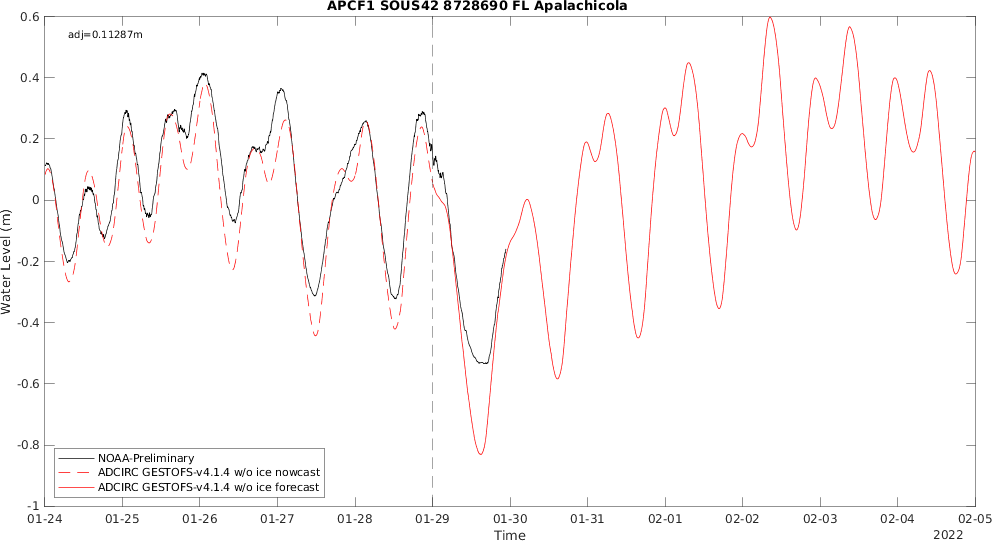 APCF1 SOUS42 8728690 FL Apalachicola
adj=0.11287m
0.6
0.4
0.2
0
-0.2
-0.4
-0.6
-0.8
-1
Water Level (m)
NOAA-Preliminary
ADCIRC GESTOFS-v4.1.4 w/o ice nowcast
ADCIRC GESTOFS-v4.1.4 w/o ice forecast
01-24 01-25 01-26 01-27 01-28 01-29 01-30 01-31 02-01 02-02 02-03 02-04 02-05
Time
2022